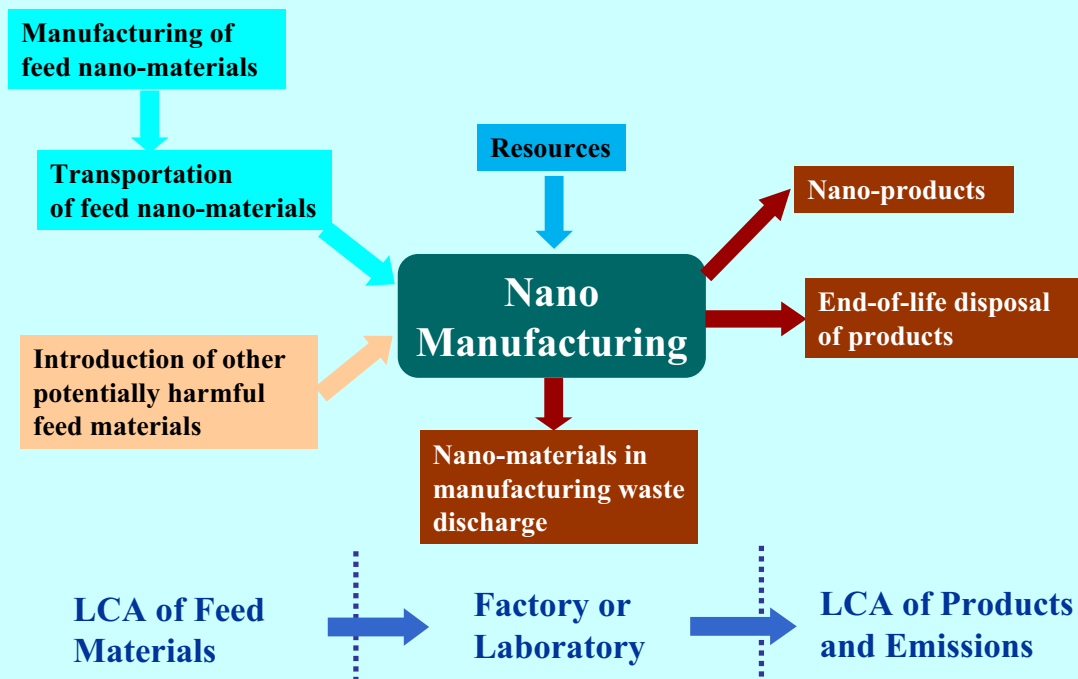 Manufacturing of
feed nano-materials
Transportation
of feed nano-materials
Resources
Nano-products
Nano
Manufacturing
End-of-life disposal
of products
Introduction of other
potentially harmful
feed materials
Nano-materials in
manufacturing waste
discharge
LCA of Feed
Materials
Factory or
Laboratory
LCA of Products
and Emissions